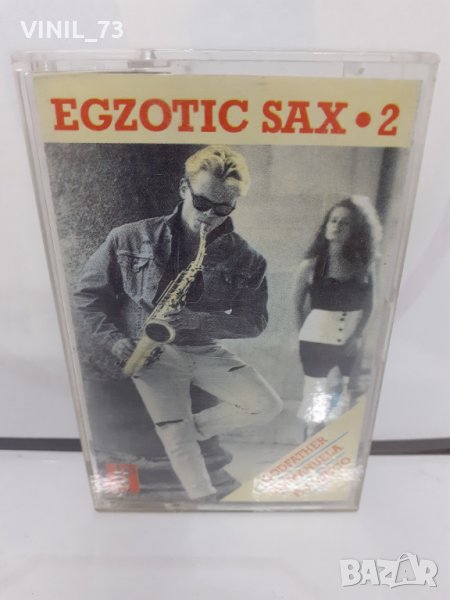 VINIL_73
EGZOTIC SAX • 2
GODFATHER
BAZAR